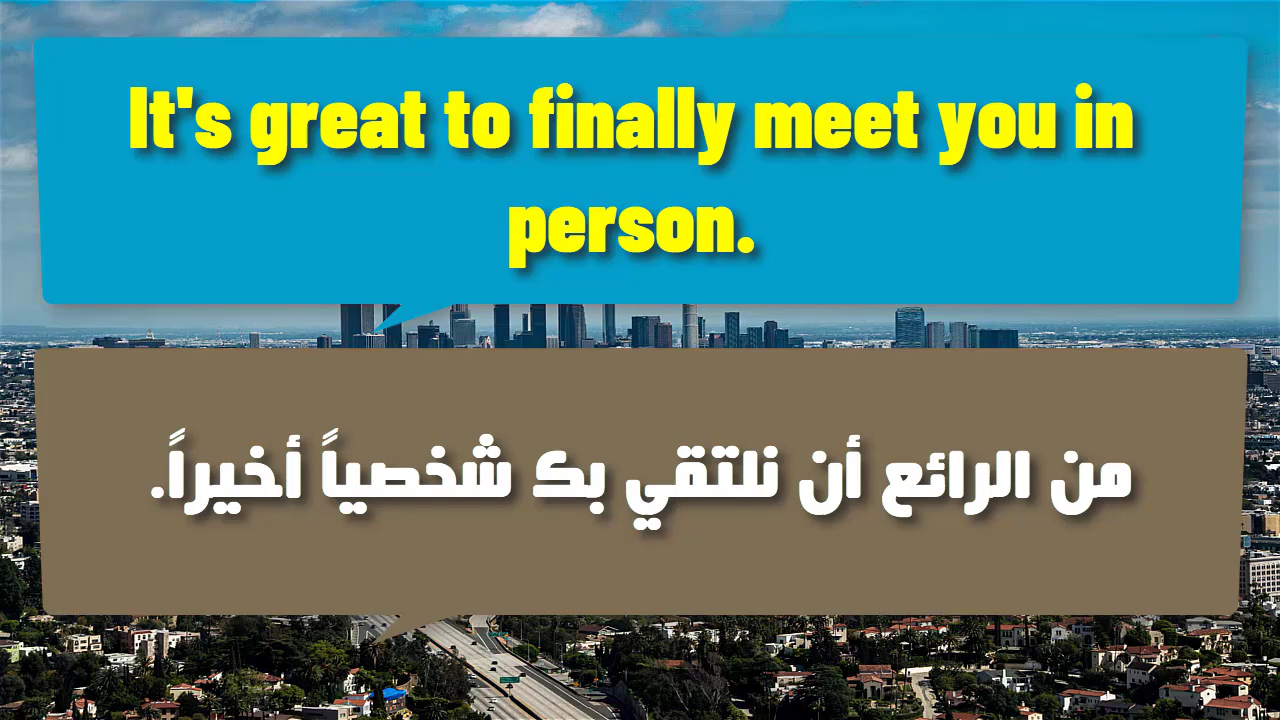 It's great to finally meet you in
person.
من الرائع أن نلتقي بك شخصياً أخيراً.